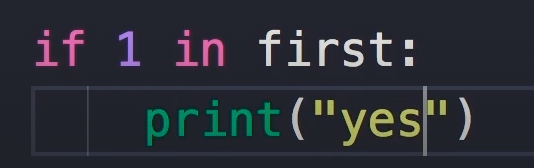 if 1 in first:
    print("yes")